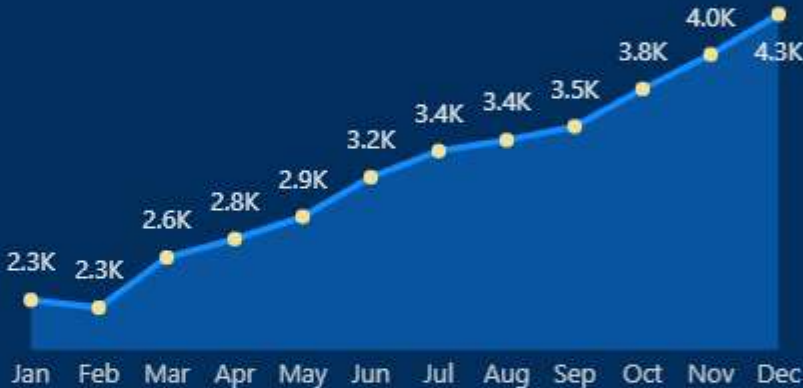 2.3K
2.3K
2.6K
2.8K
2.9K
3.2K
3.4K
3.4K
3.5K
3.8K
4.0K
4.3K
Jan Feb Mar Apr May Jun Jul Aug Sep Oct Nov Dec